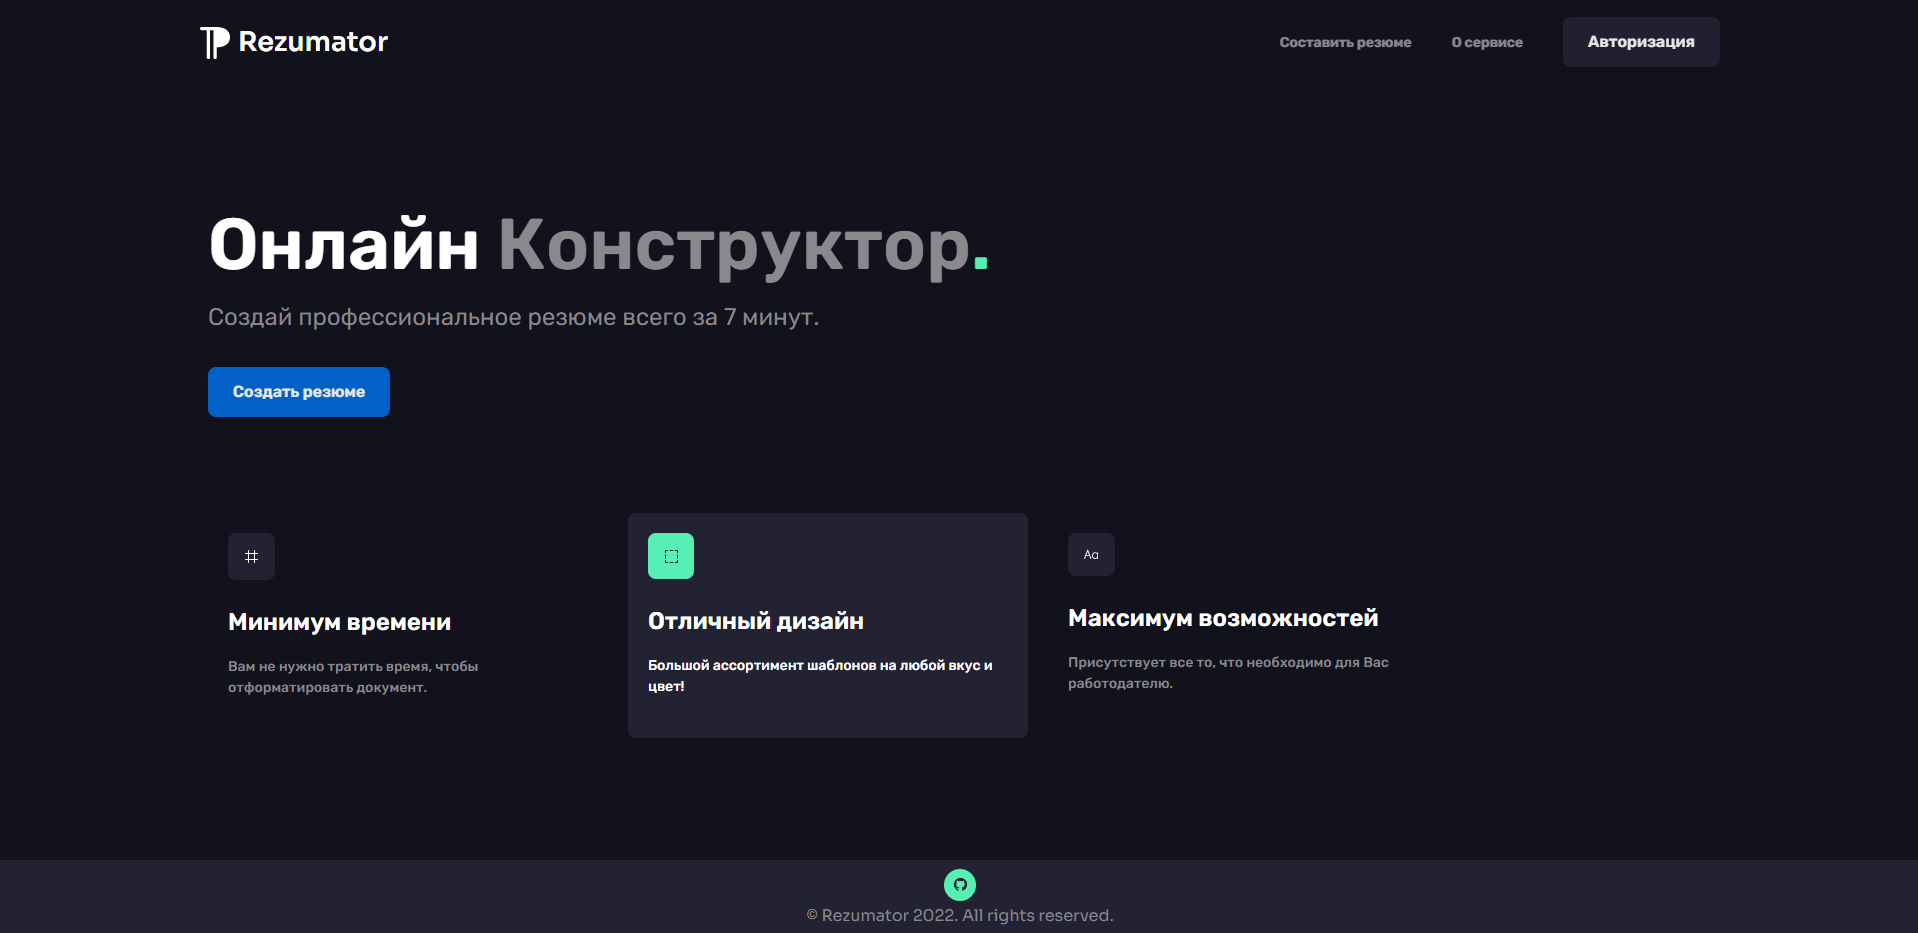 Rezumator
Составить резюме
О сервисе
Авторизация
Онлайн Конструктор.
Создай профессиональное резюме всего за 7 минут.
Создать резюме
Минимум времени
Вам не нужно тратить время, чтобы
отформатировать документ.
Отличный дизайн
Большой ассортимент шаблонов на любой вкус и
цвет!
Aa
Максимум возможностей
Присутствует все то, что необходимо для Вас
работодателю.
© Rezumator 2022. All rights reserved.